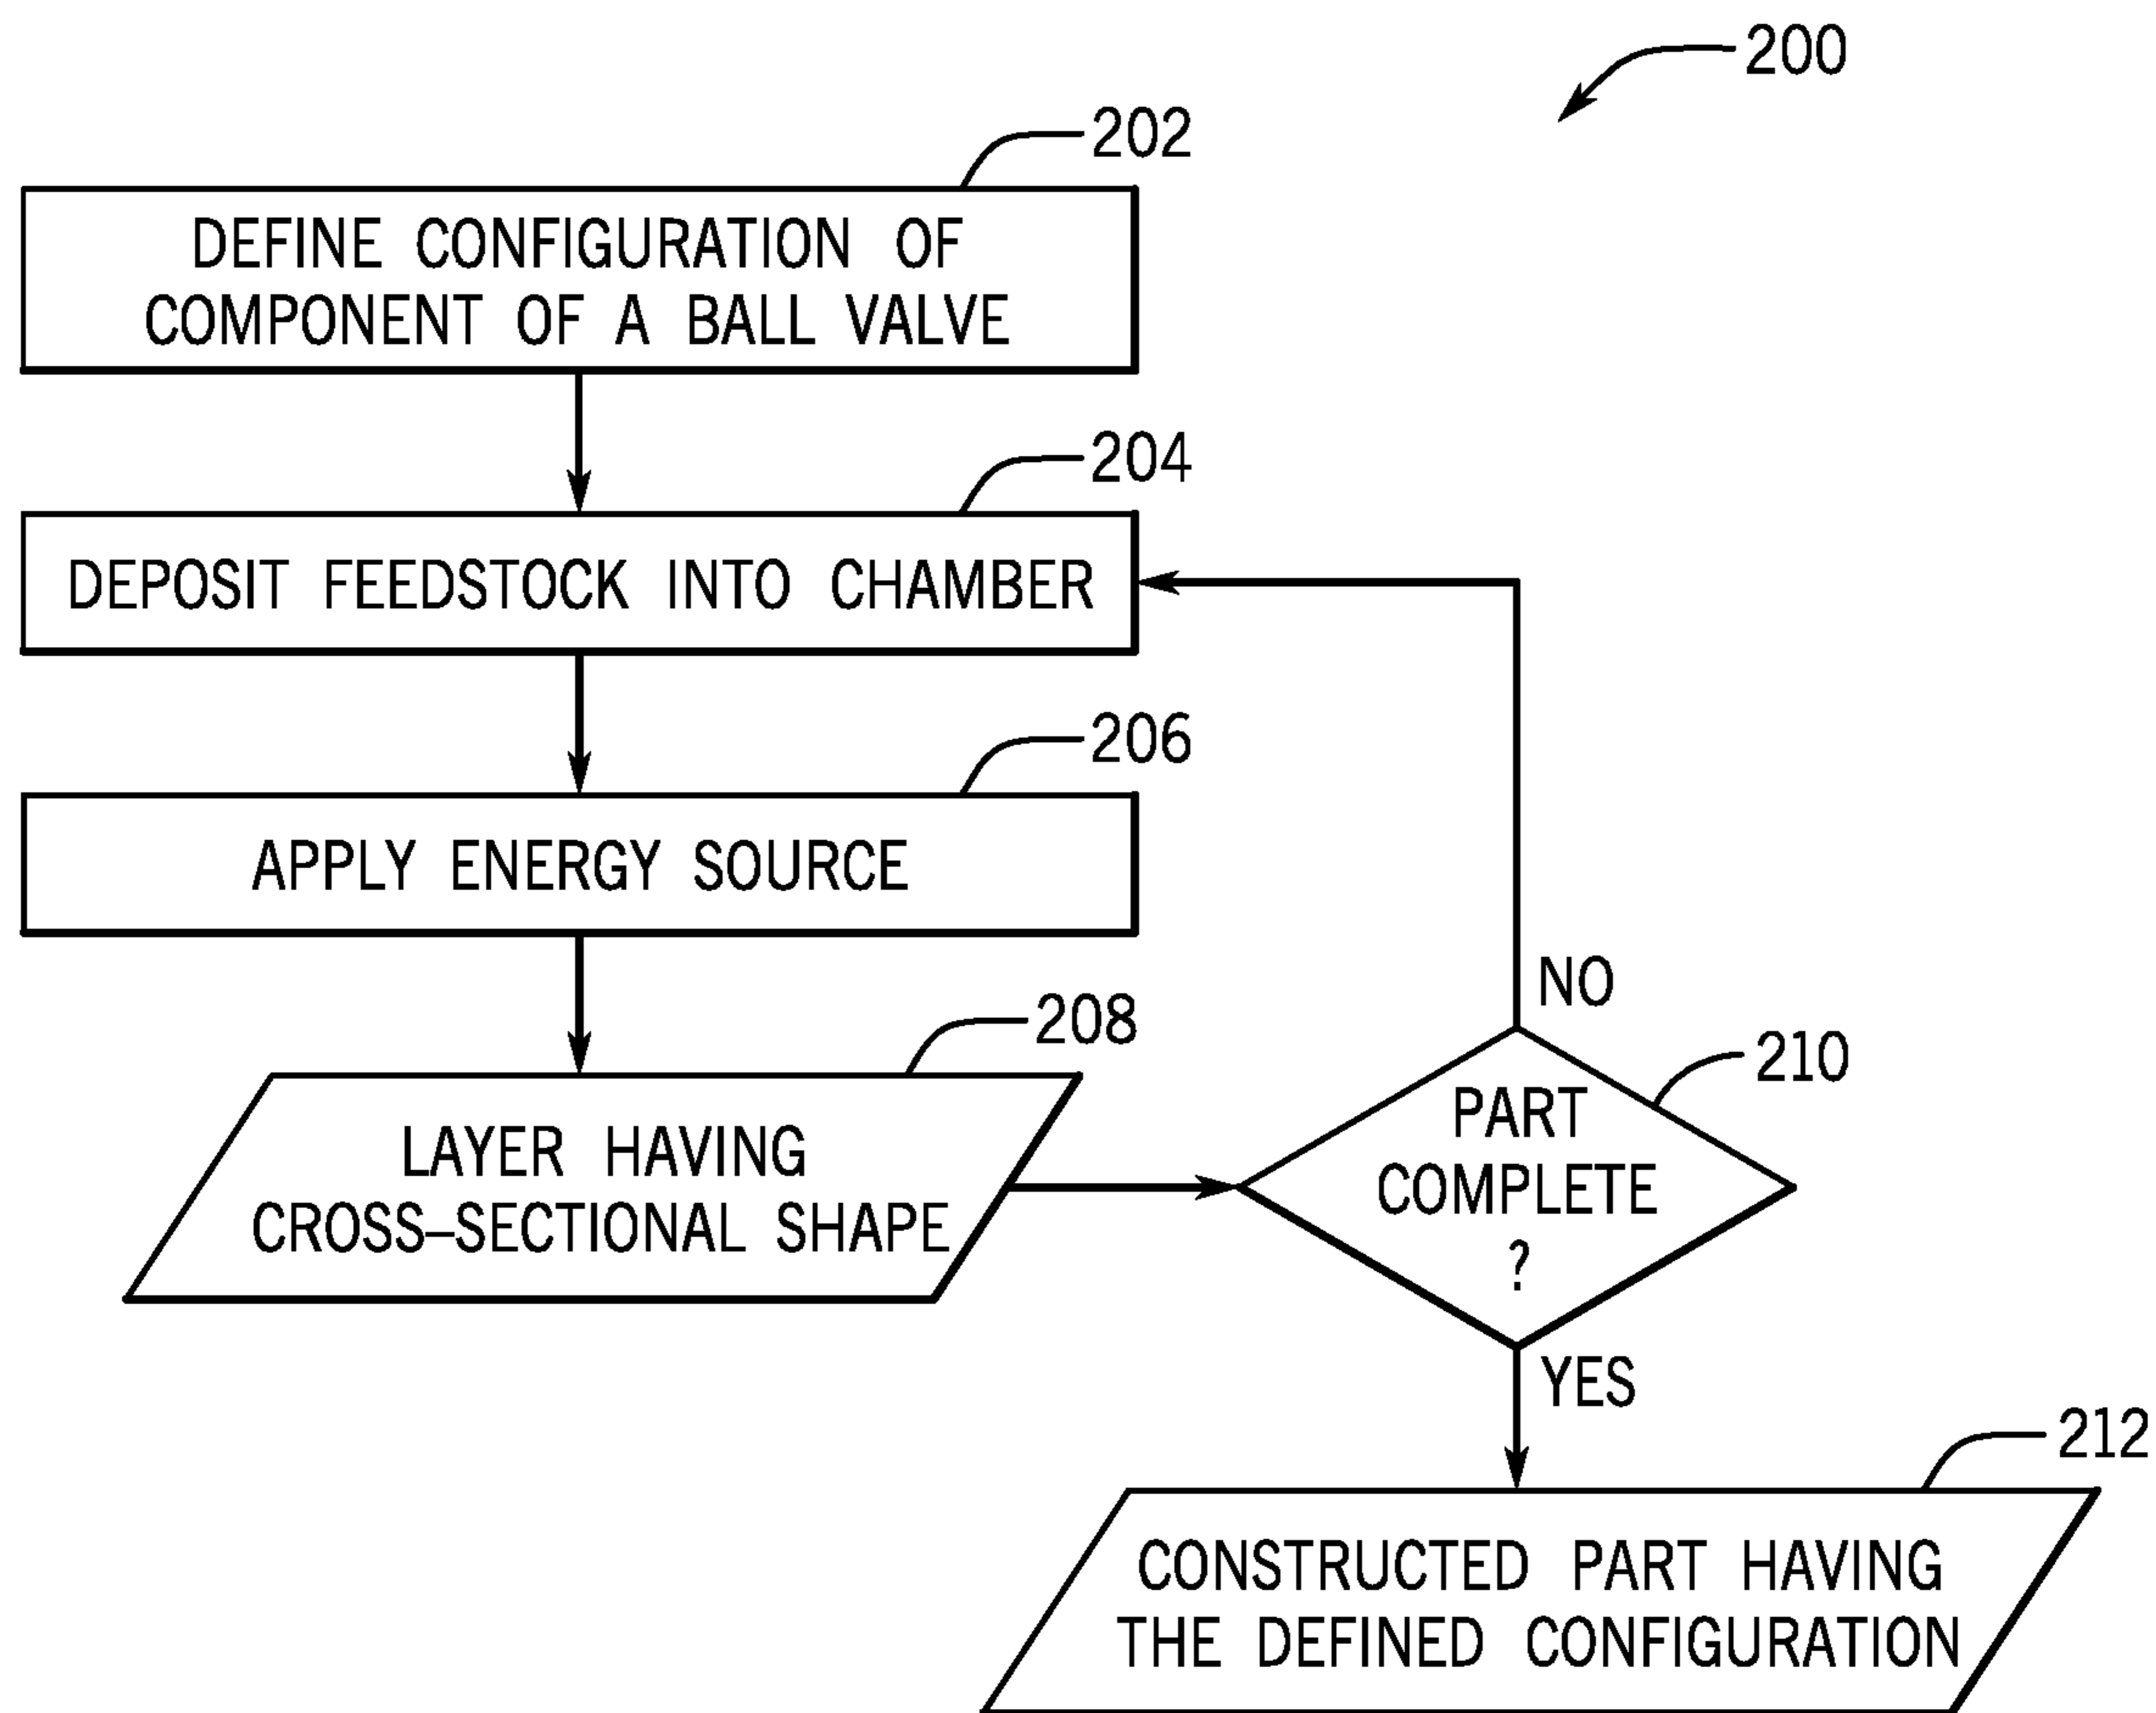 200
202
DEFINE CONFIGURATION OF
COMPONENT OF A BALL VALVE
204
DEPOSIT FEEDSTOCK INTO CHAMBER
206
APPLY ENERGY SOURCE
208
LAYER HAVING
CROSS–SECTIONAL SHAPE
NO
210
PART
COMPLETE
?
YES
212
CONSTRUCTED PART HAVING
THE DEFINED CONFIGURATION